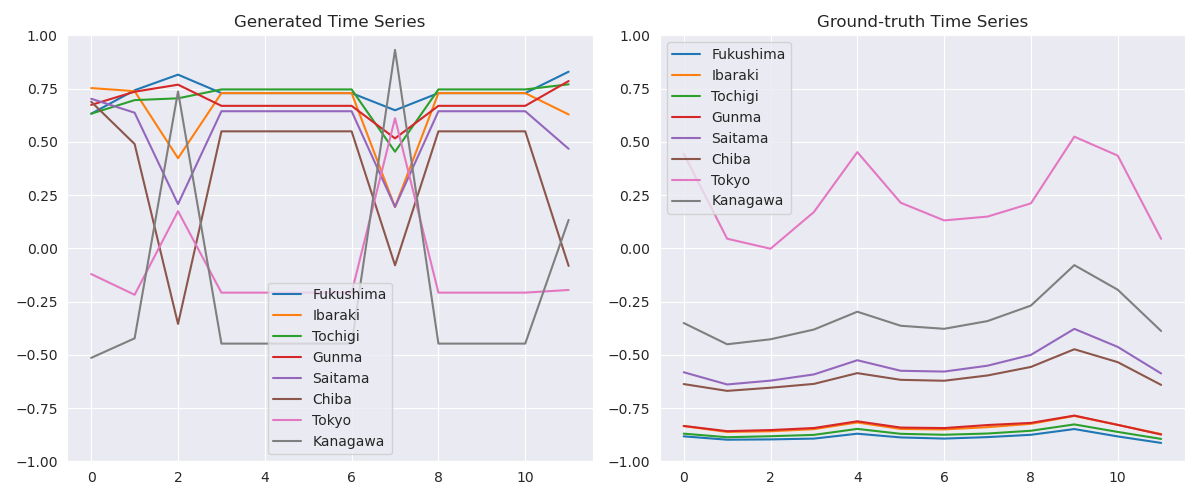 Generated Time Series
1.00
0.75
0.50
0.25
0.00
−0.25
−0.50
−0.75
−1.00
0 2 4 6 8 10
Fukushima
Ibaraki
Tochigi
Gunma
Saitama
Chiba
Tokyo
Kanagawa
Ground-truth Time Series
1.00
0.75
0.50
0.25
0.00
−0.25
−0.50
−0.75
−1.00
0 2 4 6 8 10
Fukushima
Ibaraki
Tochigi
Gunma
Saitama
Chiba
Tokyo
Kanagawa